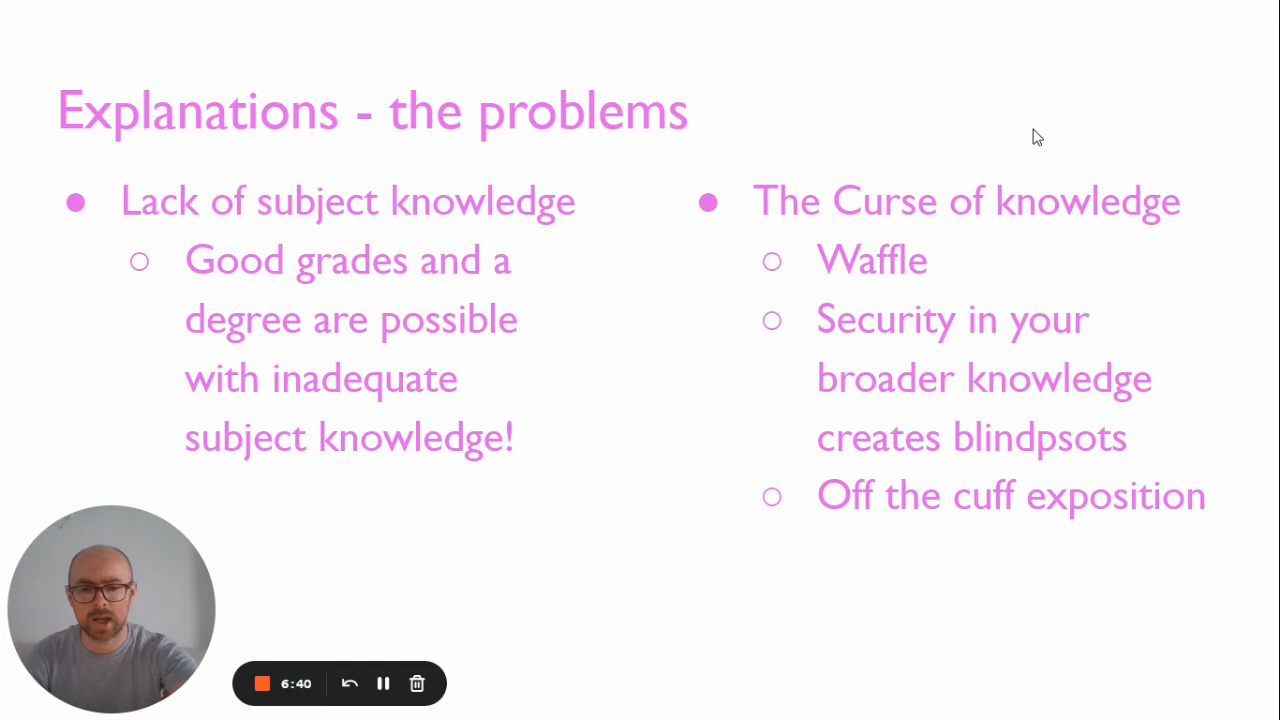 Explanations - the problems
● Lack of subject knowledge
○ Good grades and a
degree are possible
with inadequate
subject knowledge!
● The Curse of knowledge
○ Waffle
○ Security in your
broader knowledge
creates blindpsots
○ Off the cuff exposition
6:40